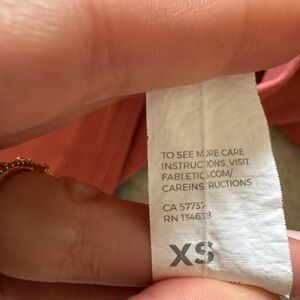 TO SEE MORE CARE
INSTRUCTIONS, VISIT
FABLETICS.COM/
CAREINSTRUCTIONS
CA 57737
RN 134638
XS